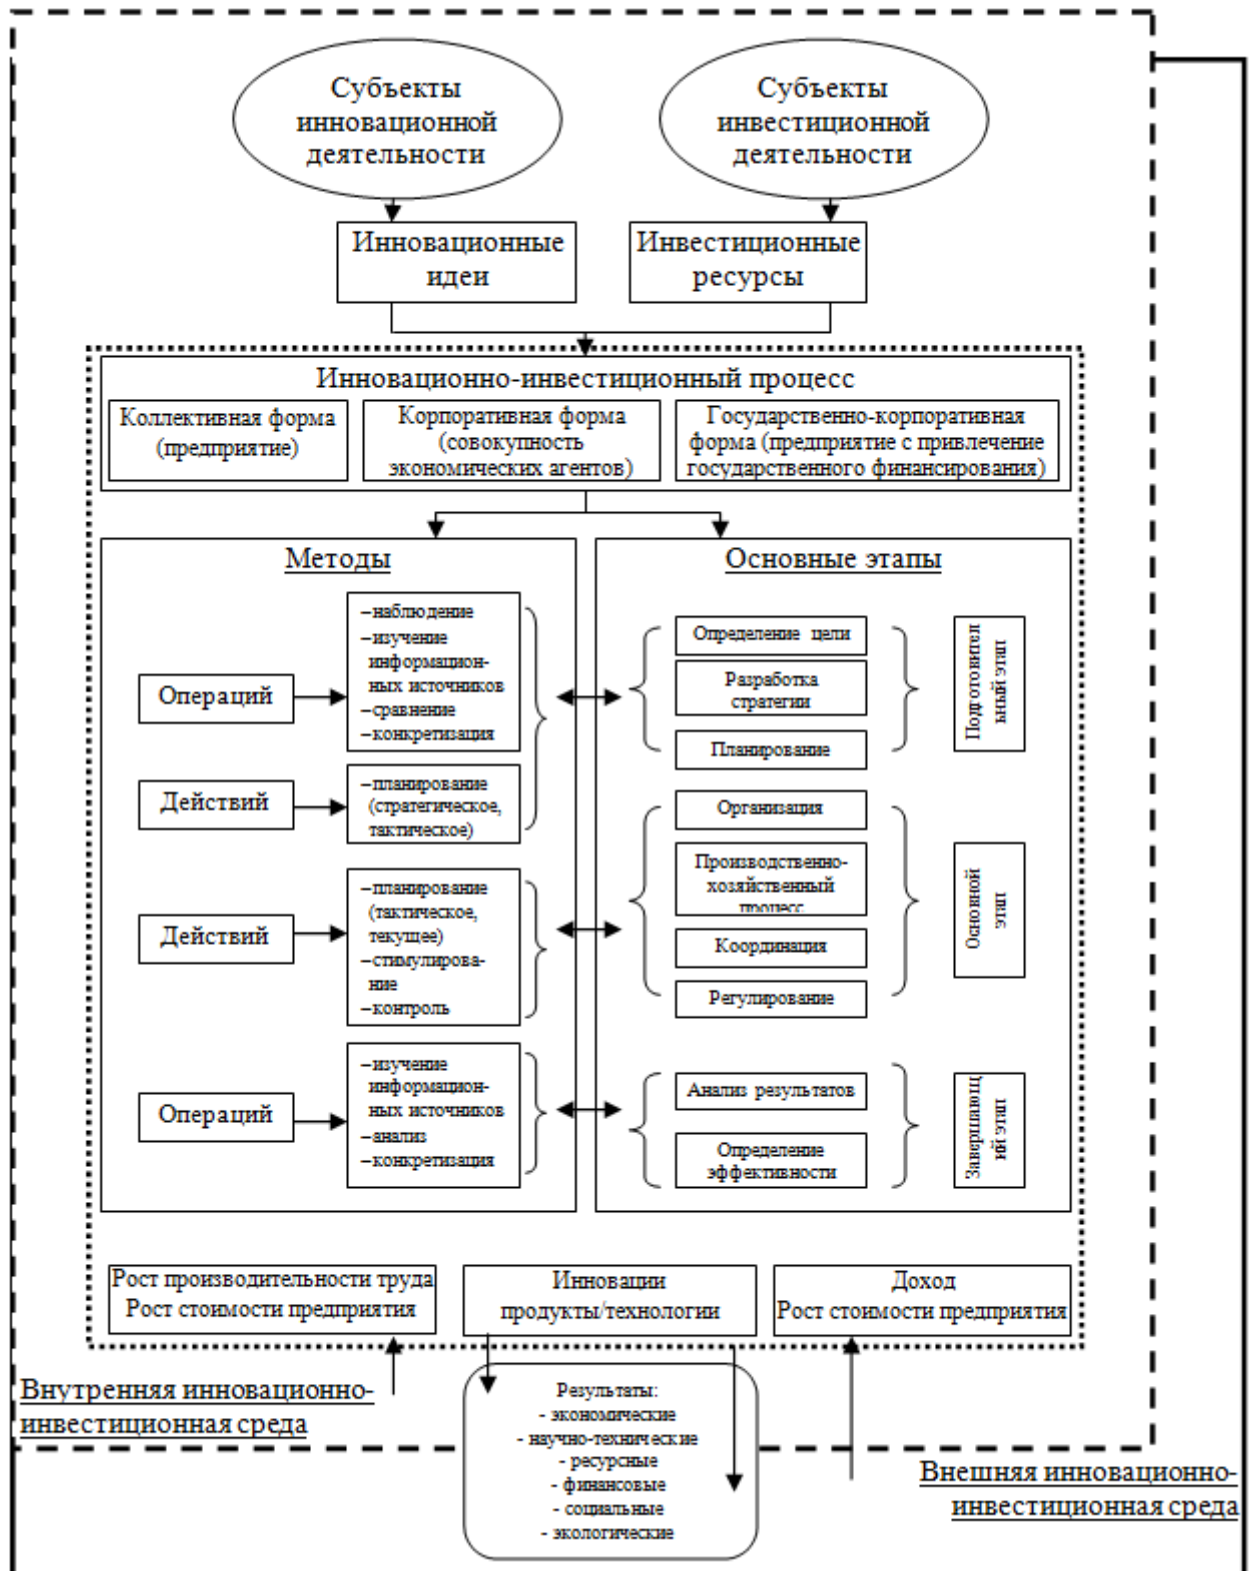 Субъекты
инновационной
деятельности
Субъекты
инвестиционной
деятельности
Инновационные
идеи
Инвестиционные
ресурсы
Инновационно-инвестиционный процесс
Коллективная форма
(предприятие)
Корпоративная форма
(совокупность
экономических агентов)
Государственно-корпоративная
форма (предприятие с привлечение
государственного финансирования)
Методы
Операций
–наблюдение
–изучение
информацион-
ных источников
–сравнение
–конкретизация
Действий
–планирование
(стратегическое,
тактическое)
Действий
–планирование
(тактическое,
текущее)
–стимулирова-
ние
–контроль
Операций
–изучение
информацион-
ных источников
–анализ
–конкретизация
Основные этапы
Определение цели
Разработка
стратегии
Планирование
Подготовител
ьный этап
Организация
Производственно-
хозяйственный
процесс
Координация
Регулирование
Основной
этап
Анализ результатов
Определение
эффективности
Завершающ
ий этап
Рост производительности труда
Рост стоимости предприятия
Инновации
продукты/технологии
Доход
Рост стоимости предприятия
Внутренняя инновационно-
инвестиционная среда
Результаты:
- экономические
- научно-технические
- ресурсные
- финансовые
- социальные
- экологические
Внешняя инновационно-
инвестиционная среда